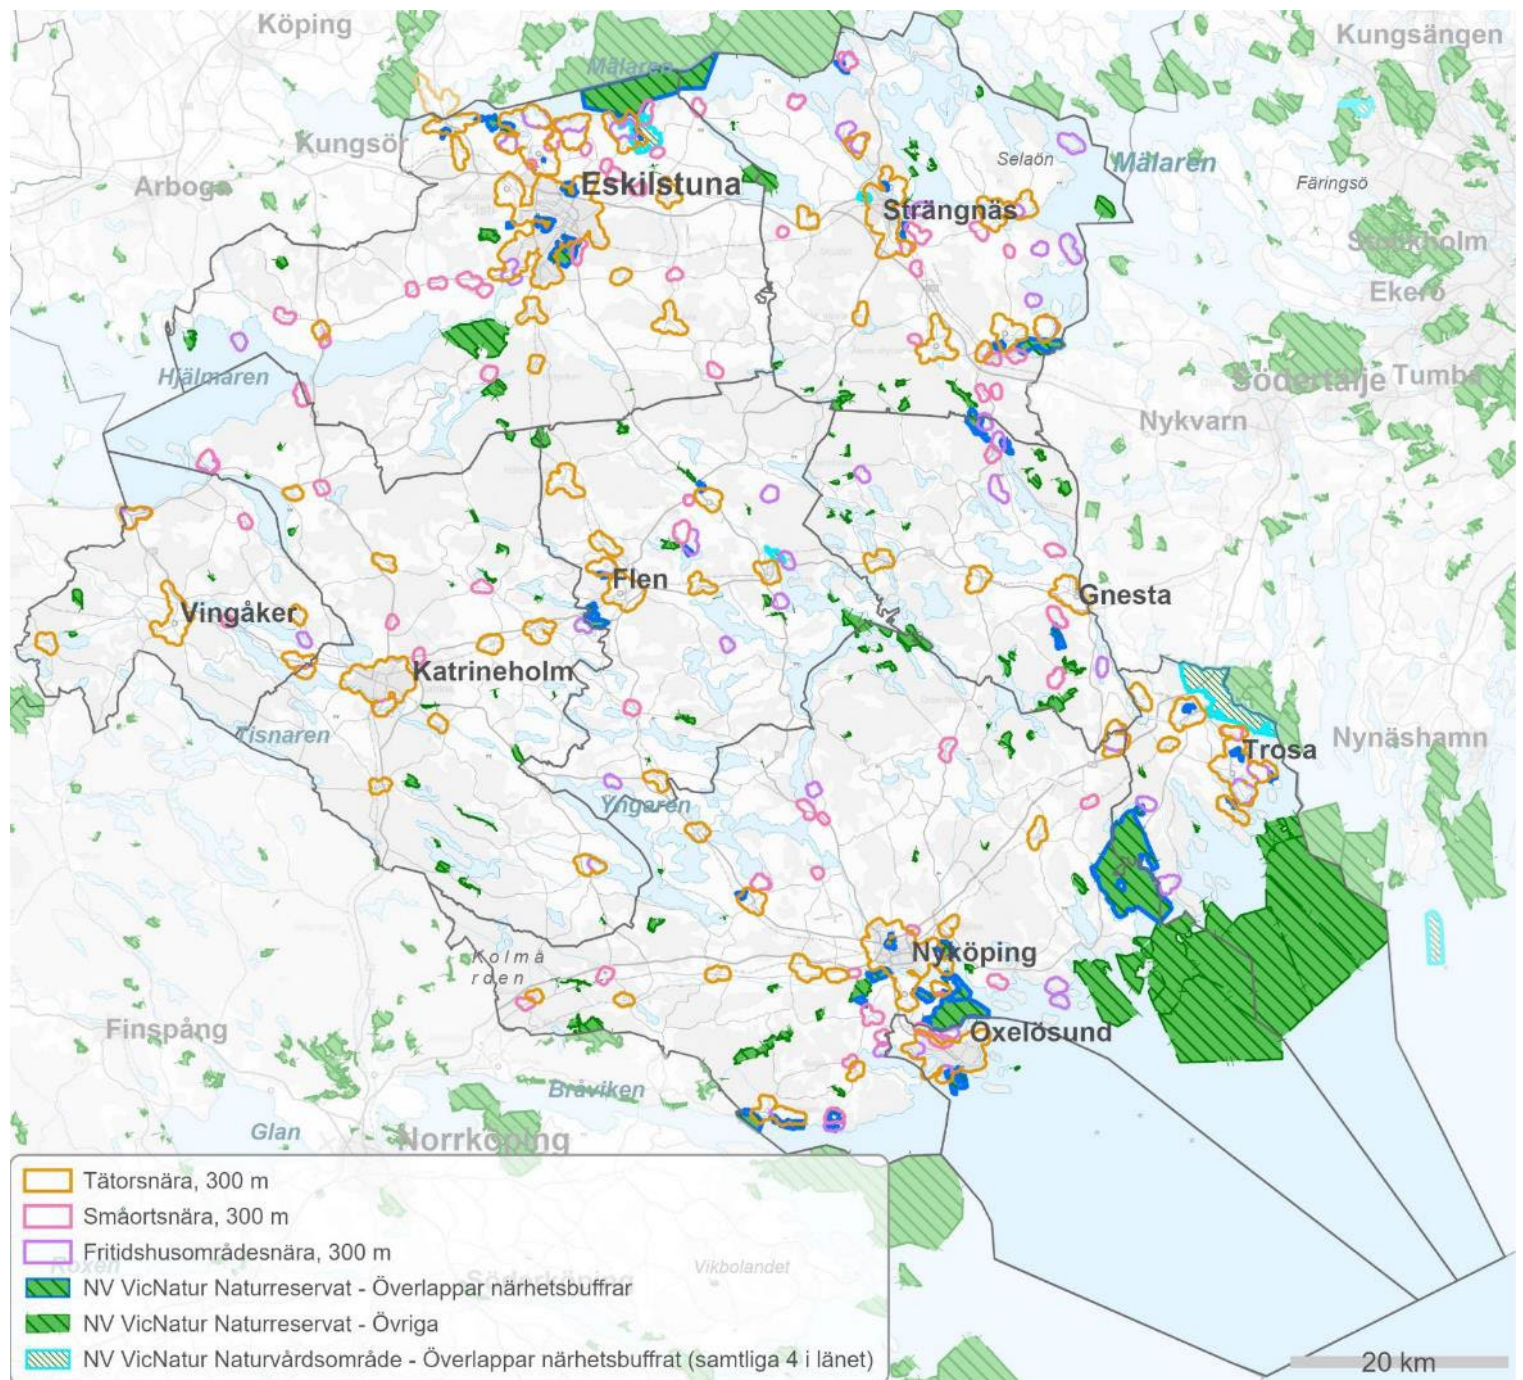 Köping
Kungsängen
Mälaren
Kungsör
Selaön
Mälaren
Arboga
Eskilstuna
Färingsö
Strängnäs
Stockholm
Ekerö
Hjälmaren
Södertälje
Tumba
Nykvarn
Flen
Gnesta
Vingåker
Katrineholm
Tisnaren
Trosa
Nynäshamn
Yngaren
Nyköping
Kolmå
rden
Finspång
Oxelösund
Bråviken
Glan
Norrköping
Tätorsnära, 300 m
Småortsnära, 300 m
Fritidshusområdesnära, 300 m
Roxen
Söderköping
Vikbolandet
NV VicNatur Naturreservat - Överlappar närhetsbuffrar
NV VicNatur Naturreservat - Övriga
NV VicNatur Naturvårdsområde - Överlappar närhetsbuffrat (samtliga 4 i länet)
20 km